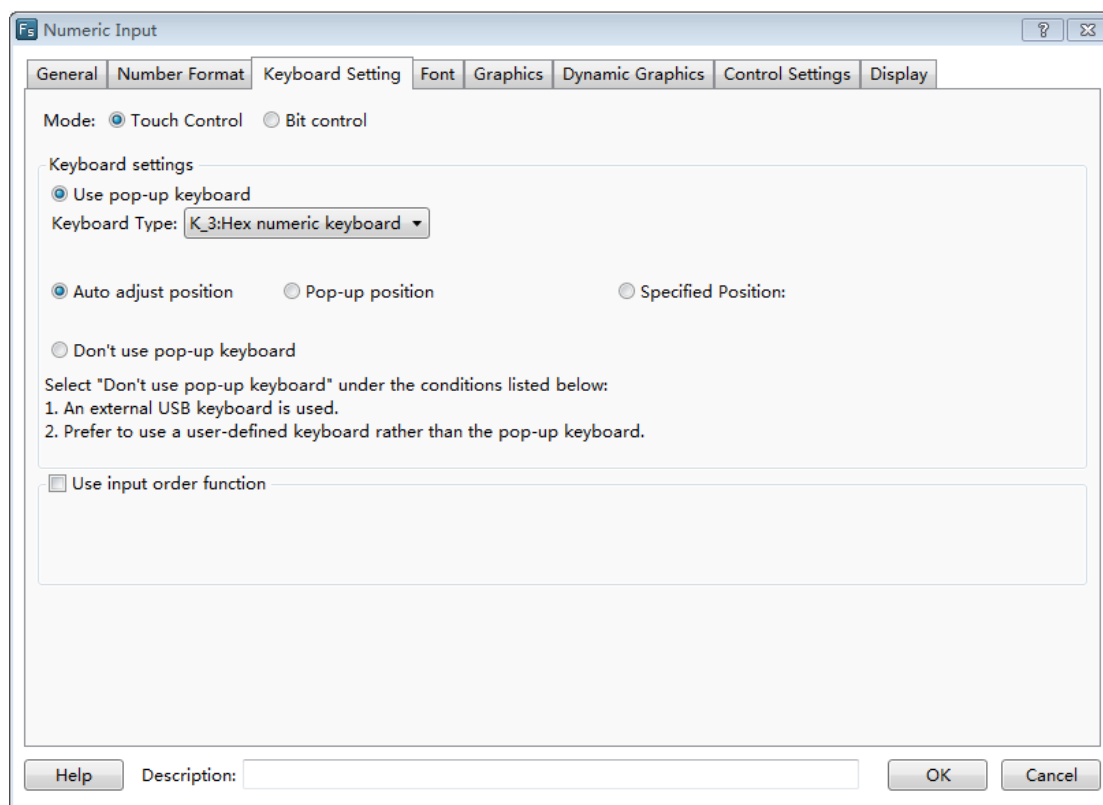 Fs Numeric Input
General Number Format Keyboard Setting Font Graphics Dynamic Graphics Control Settings Display
Mode: Touch Control Bit control
Keyboard settings
Use pop-up keyboard
Keyboard Type: K_3:Hex numeric keyboard
Auto adjust position Pop-up position Specified Position:
Don't use pop-up keyboard
Select "Don't use pop-up keyboard" under the conditions listed below:
1. An external USB keyboard is used.
2. Prefer to use a user-defined keyboard rather than the pop-up keyboard.
Use input order function
Help Description: OK Cancel